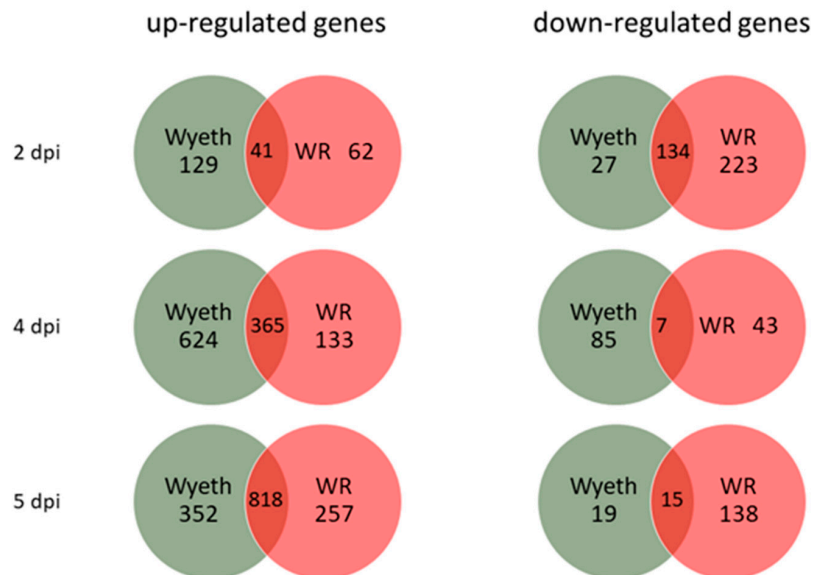 up-regulated genes down-regulated genes
2 dpi
Wyeth
129
41
WR 62
Wyeth
27
134
WR
223
4 dpi
Wyeth
624
365
WR
133
Wyeth
85
7
WR 43
5 dpi
Wyeth
352
818
WR
257
Wyeth
19
15
WR
138